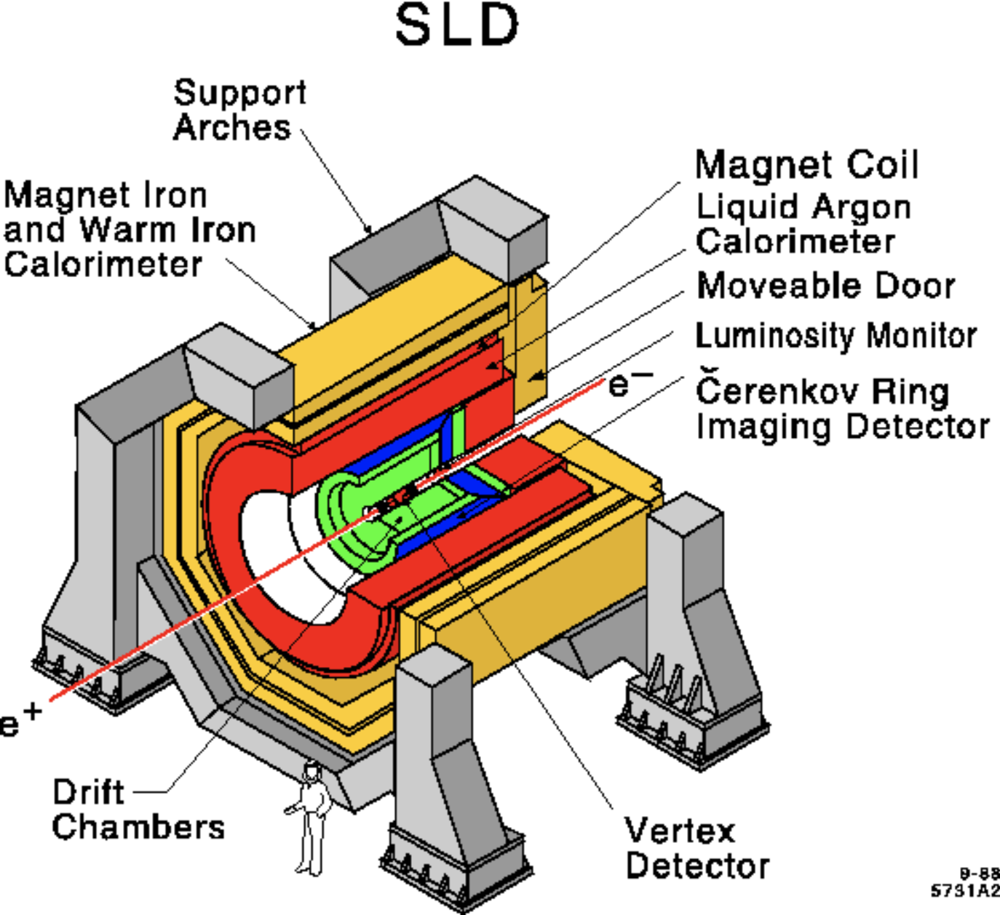 SLD
Support
Arches
Magnet Iron
and Warm Iron
Calorimeter
Magnet Coil
Liquid Argon
Calorimeter
Moveable Door
Luminosity Monitor
Čerenkov Ring
Imaging Detector
e−
e+
Drift
Chambers
Vertex
Detector
9-88
5731A2